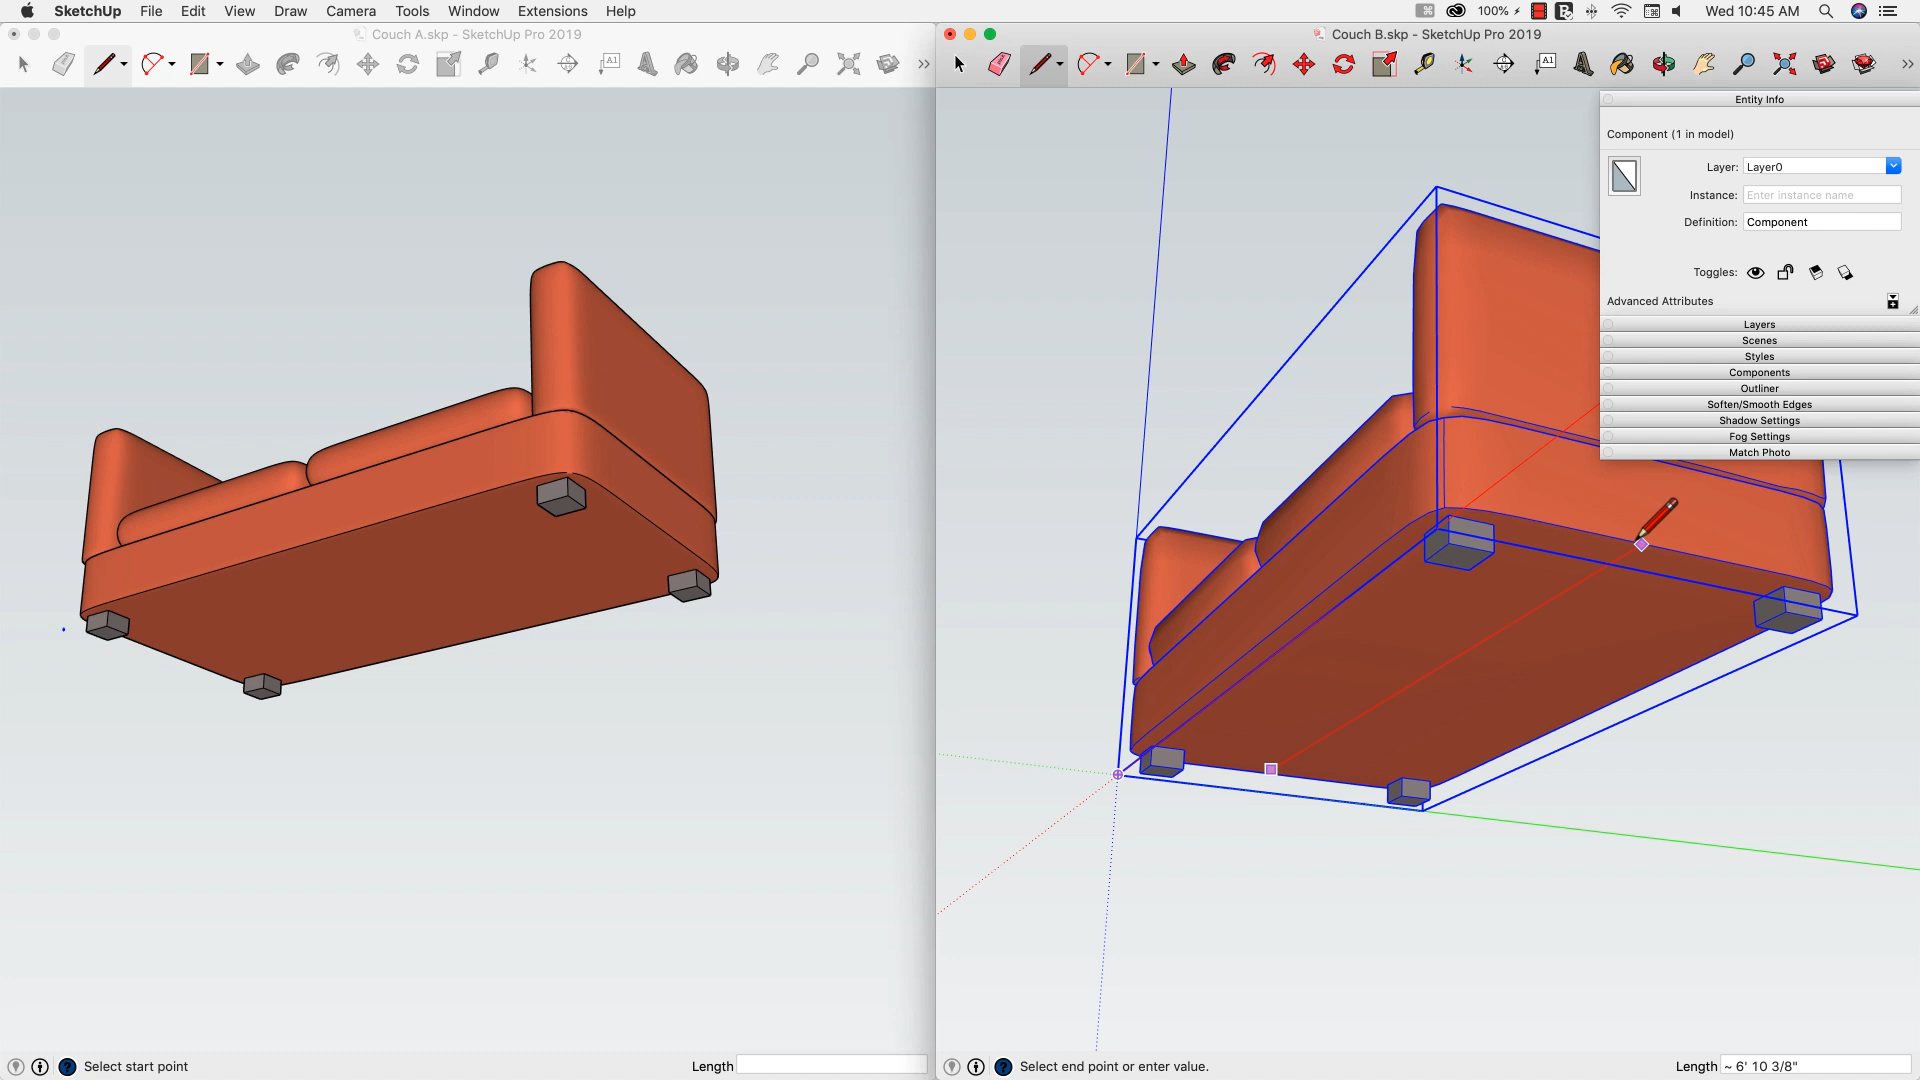 SketchUp File Edit View Draw Camera Tools Window Extensions Help 100% Wed 10:45 AM
Couch A.skp - SketchUp Pro 2019
Couch B.skp - SketchUp Pro 2019
A1
A1
Entity Info
Component (1 in model)
Layer: Layer0
Instance: Enter instance name
Definition: Component
Toggles:
Advanced Attributes
Layers
Scenes
Styles
Components
Outliner
Soften/Smooth Edges
Shadow Settings
Fog Settings
Match Photo
Select start point
Length
Select end point or enter value.
Length ~ 6' 10 3/8"